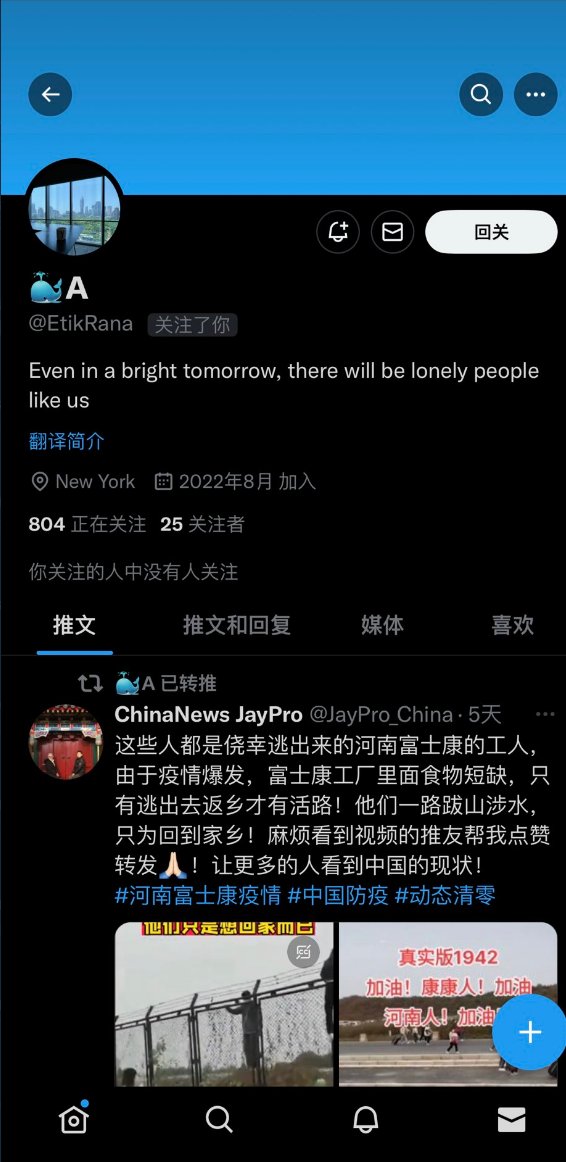 回关
A
@EtikRana 关注了你
Even in a bright tomorrow, there will be lonely people
like us
翻译简介
New York 2022年8月 加入
804 正在关注 25 关注者
你关注的人中没有人关注
推文 推文和回复 媒体 喜欢
A 已转推
ChinaNews JayPro @JayPro_China · 5天
这些人都是侥幸逃出来的河南富士康的工人，
由于疫情爆发，富士康工厂里面食物短缺，只
有逃出去返乡才有活路！他们一路跋山涉水，
只为回到家乡！麻烦看到视频的推友帮我点赞
转发🙏🏻！让更多的人看到中国的现状！
#河南富士康疫情 #中国防疫 #动态清零
他们只是想回家而已
真实版1942
加油！康康人！加油
河南人！加油